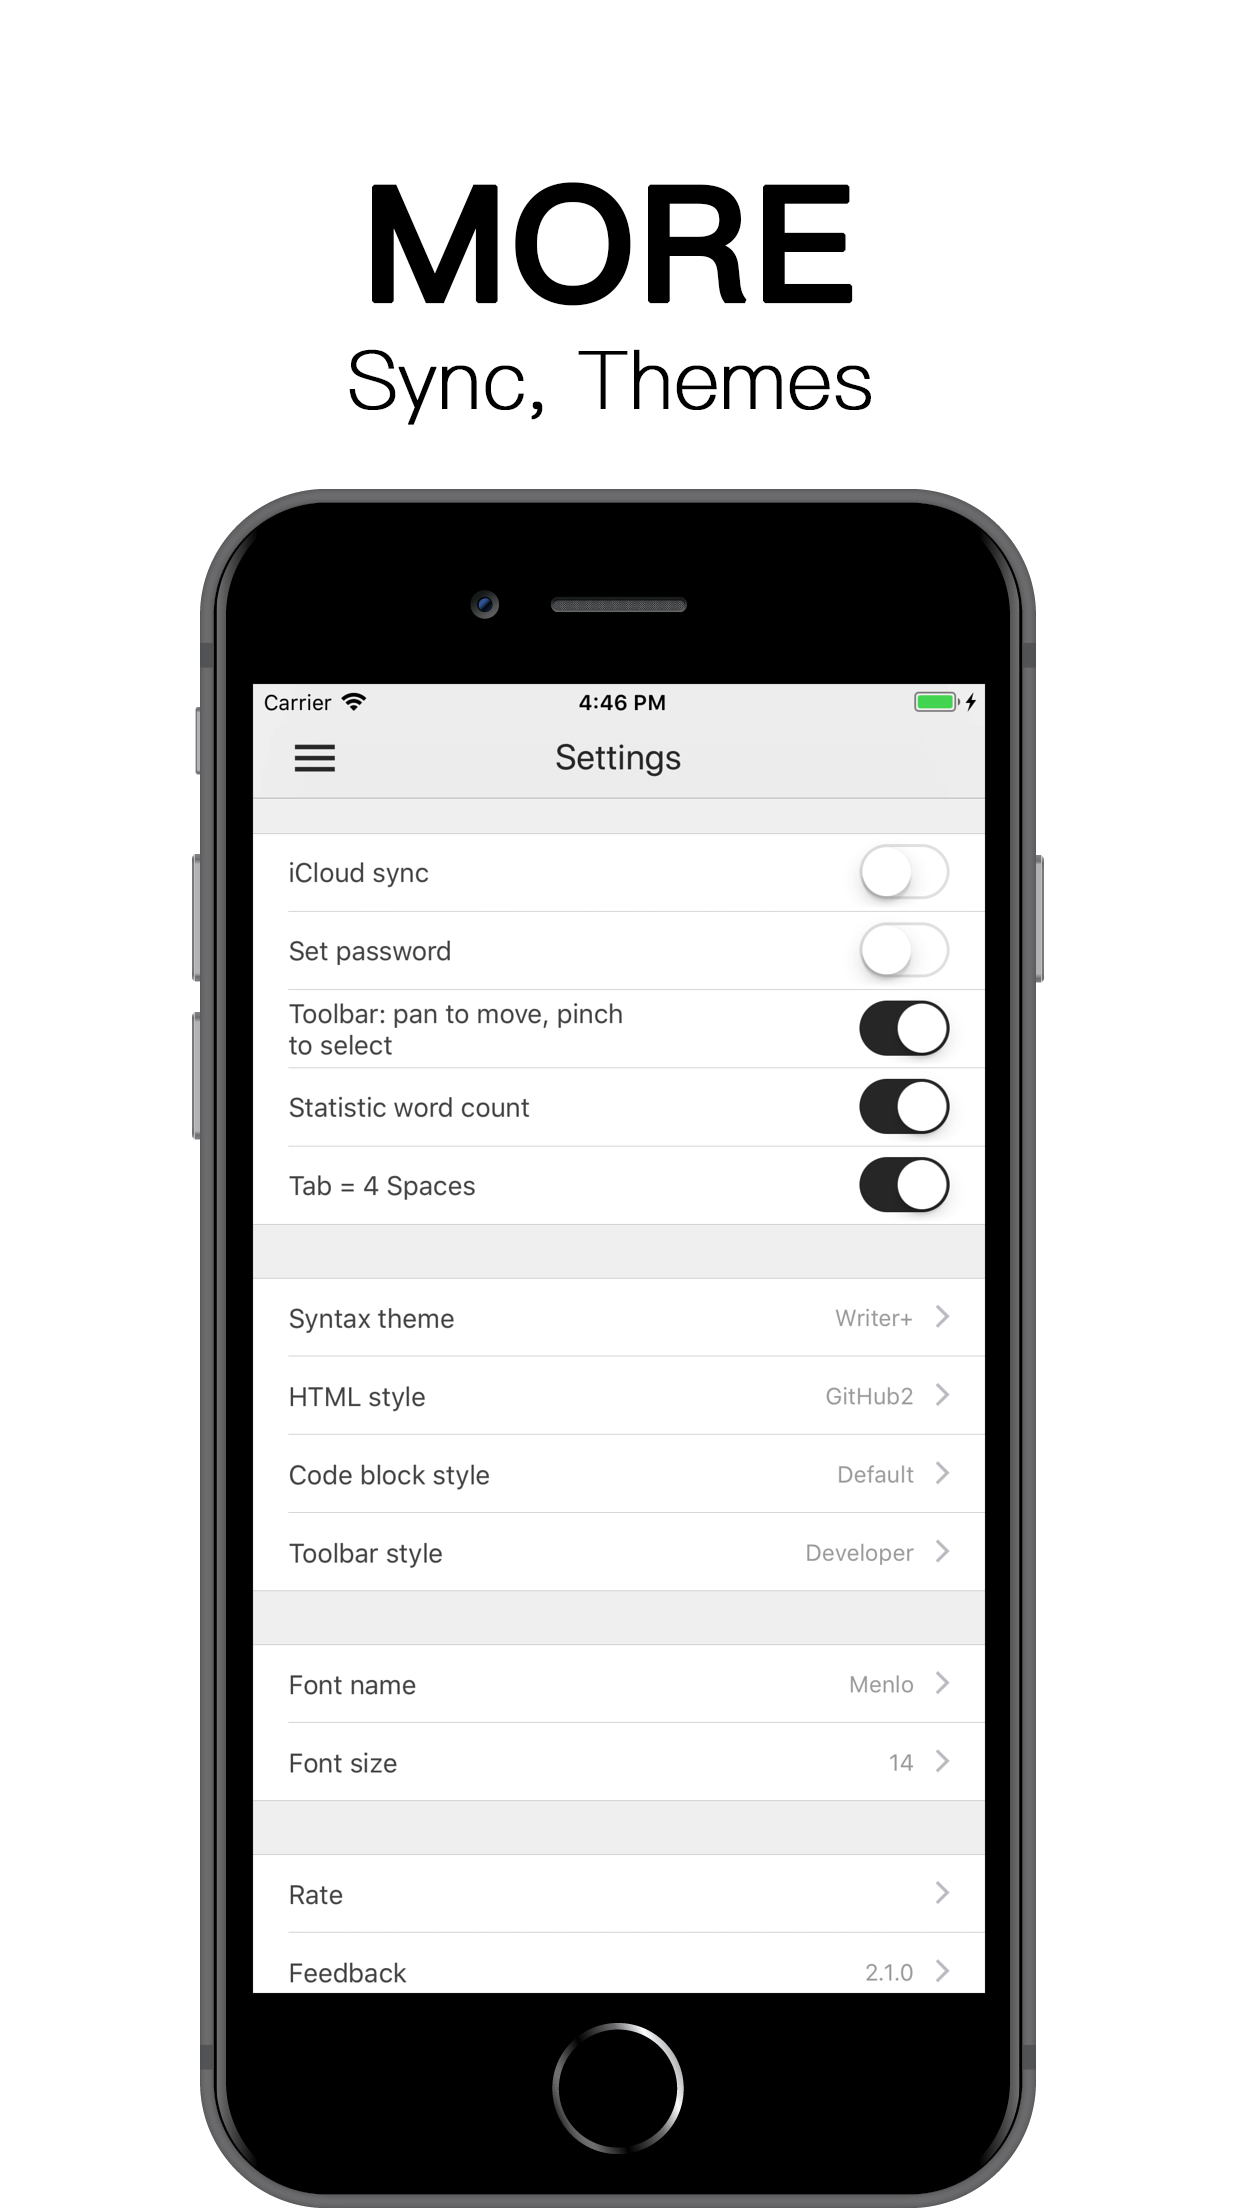 MORE
Sync, Themes
Carrier 4:46 PM
Settings
iCloud sync
Set password
Toolbar: pan to move, pinch
to select
Statistic word count
Tab = 4 Spaces
Syntax theme Writer+
HTML style GitHub2
Code block style Default
Toolbar style Developer
Font name Menlo
Font size 14
Rate
Feedback 2.1.0